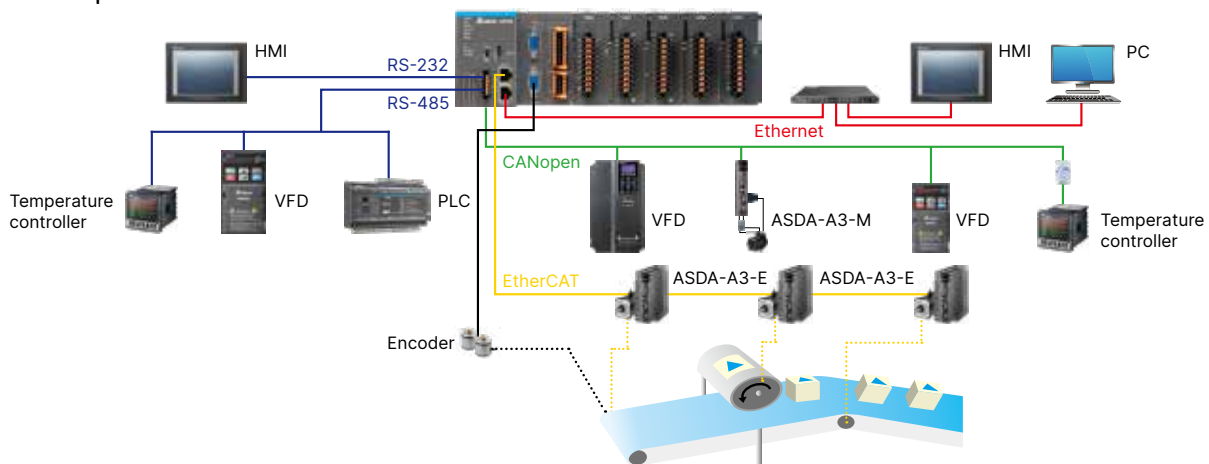 HMI
RS-232
RS-485
HMI
PC
Ethernet
CANopen
Temperature
controller
VFD
PLC
VFD
ASDA-A3-M
VFD
Temperature
controller
EtherCAT
ASDA-A3-E
ASDA-A3-E
Encoder